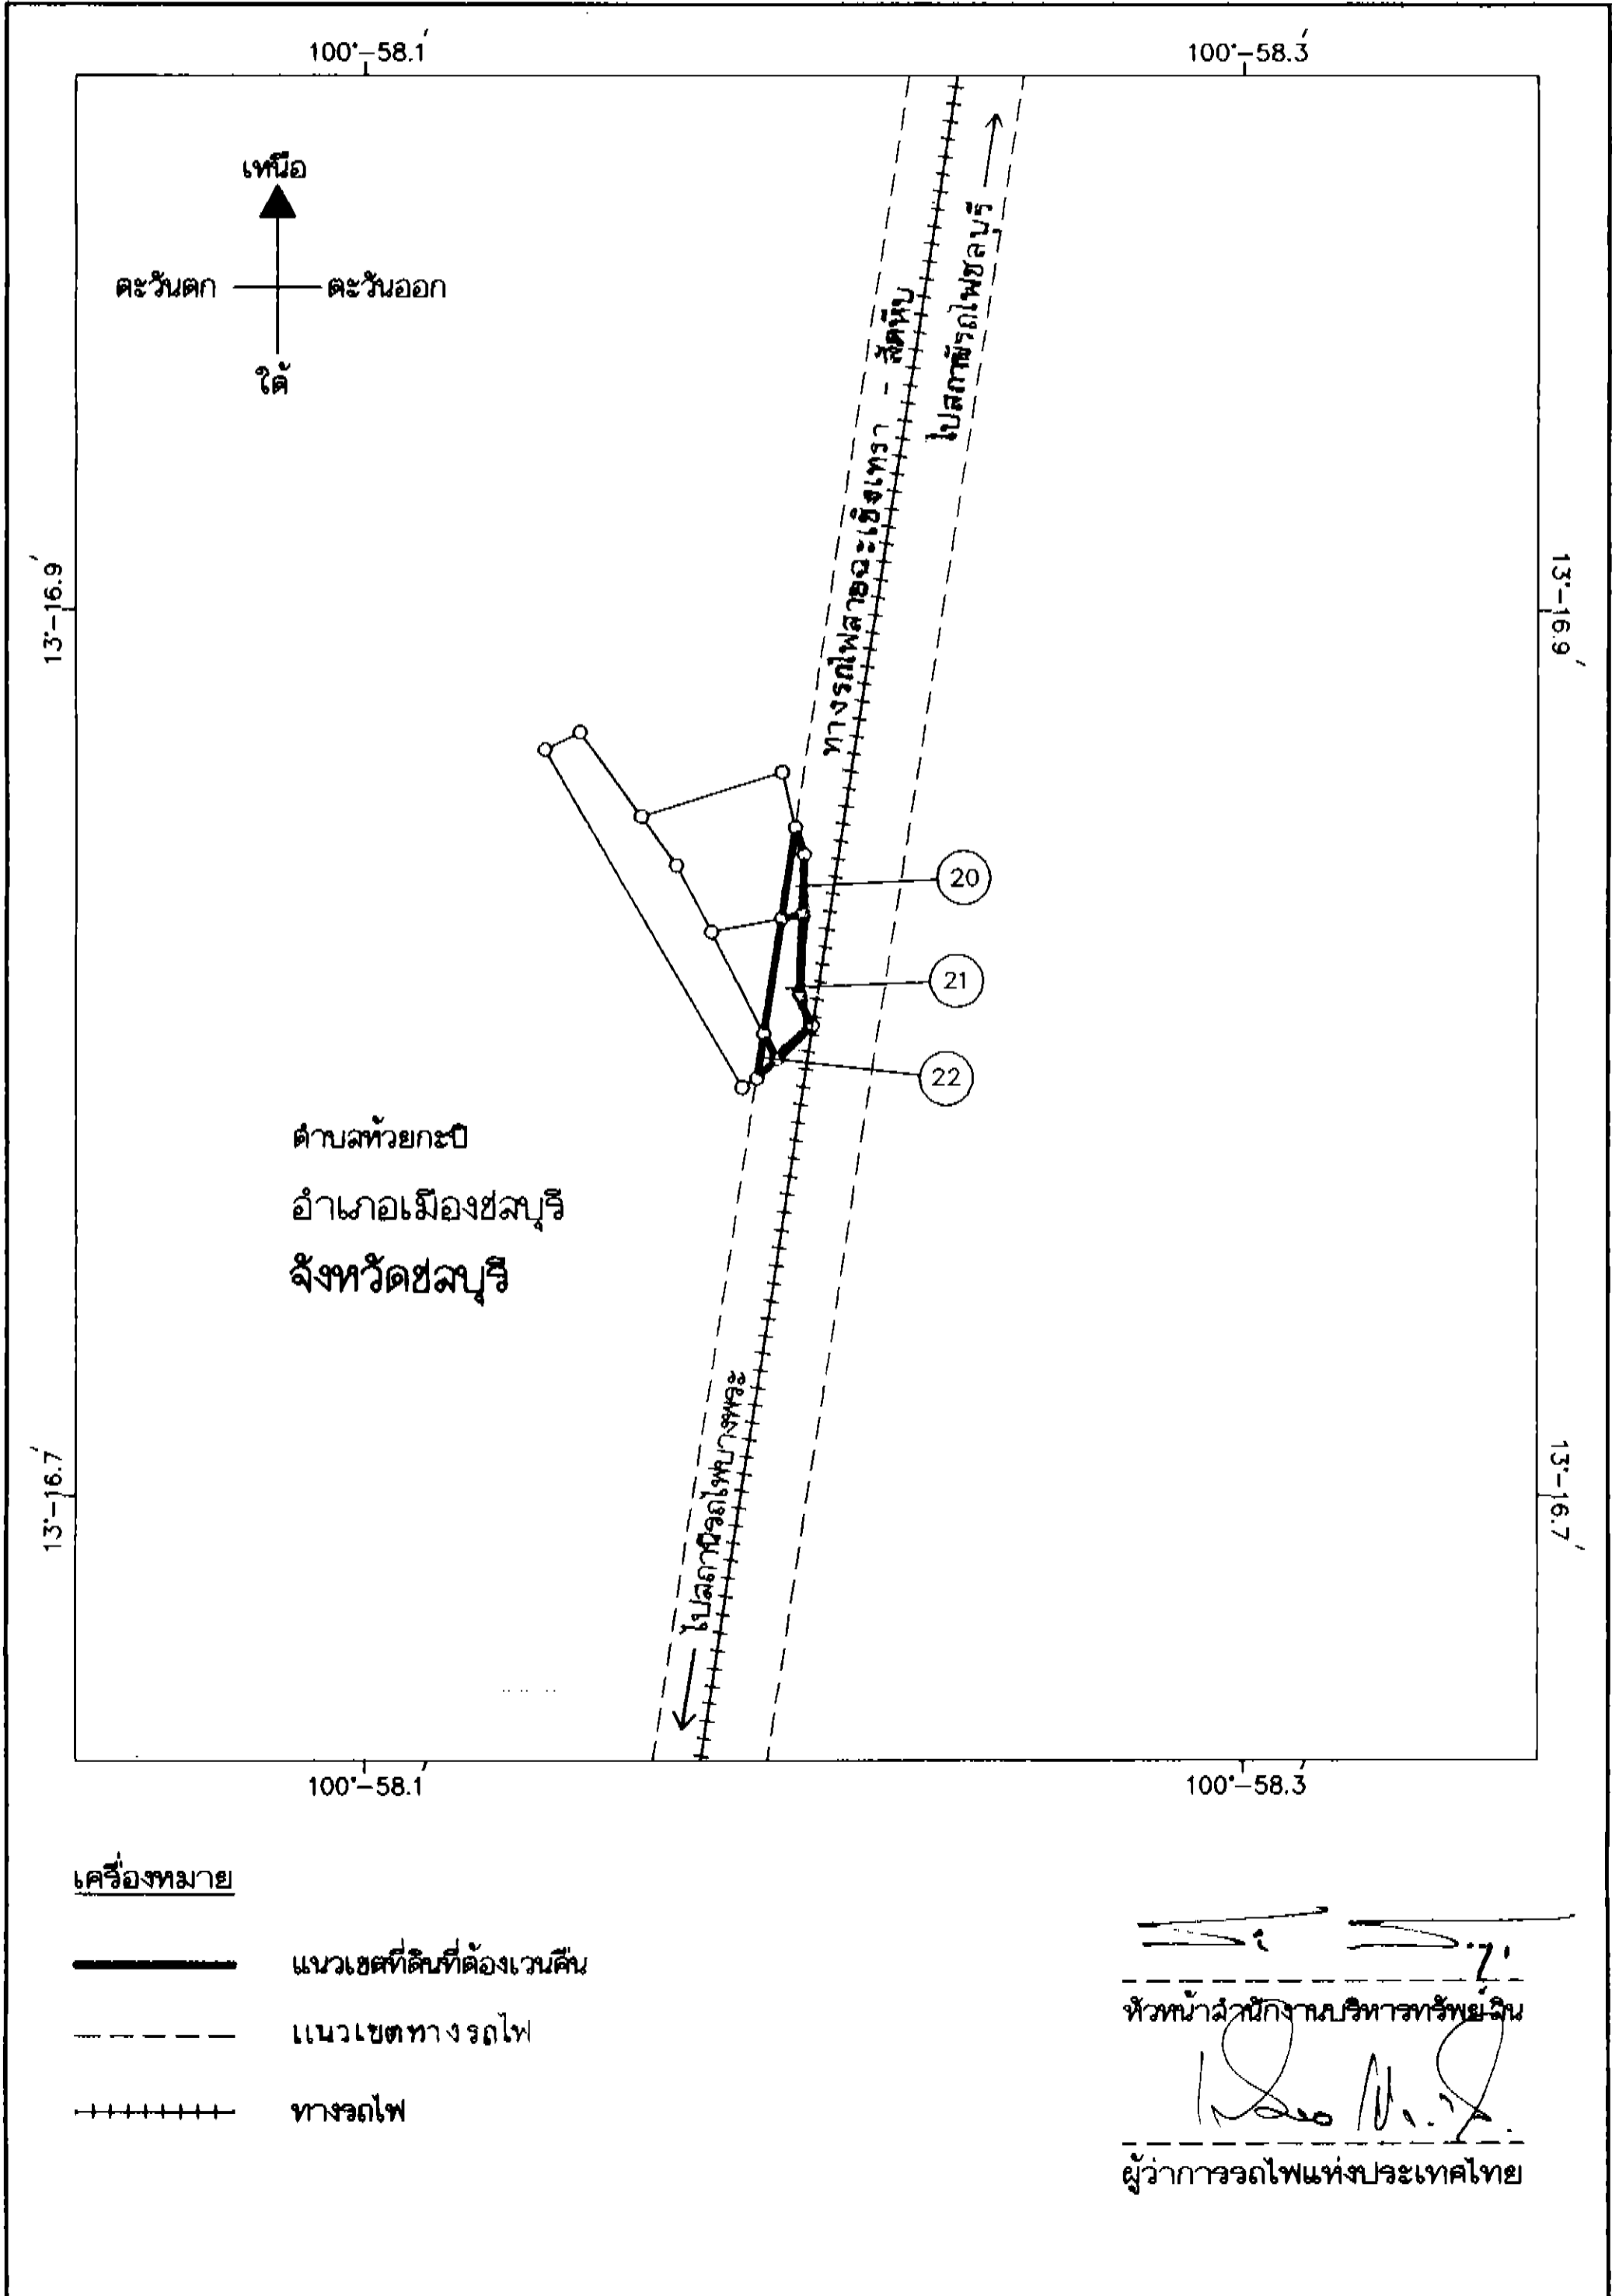 100°-58.1′
100°-58.3′
เหนือ
ตะวันตก
ตะวันออก
ใต้
13°-16.9′
13°-16.9′
ทางรถไฟสายฉะเชิงเทรา - สัตหีบ
ไปสถานีรถไฟชลบุรี
20
21
22
ตำบลห้วยกะปิ
อำเภอเมืองชลบุรี
จังหวัดชลบุรี
13°-16.7′
13°-16.7′
ไปสถานีรถไฟบางพระ
100°-58.1′
100°-58.3′
เครื่องหมาย
แนวเขตที่ดินที่ต้องเวนคืน
แนวเขตทางรถไฟ
ทางรถไฟ
หัวหน้าสำนักงานบริหารทรัพย์สิน
ผู้ว่าการรถไฟแห่งประเทศไทย